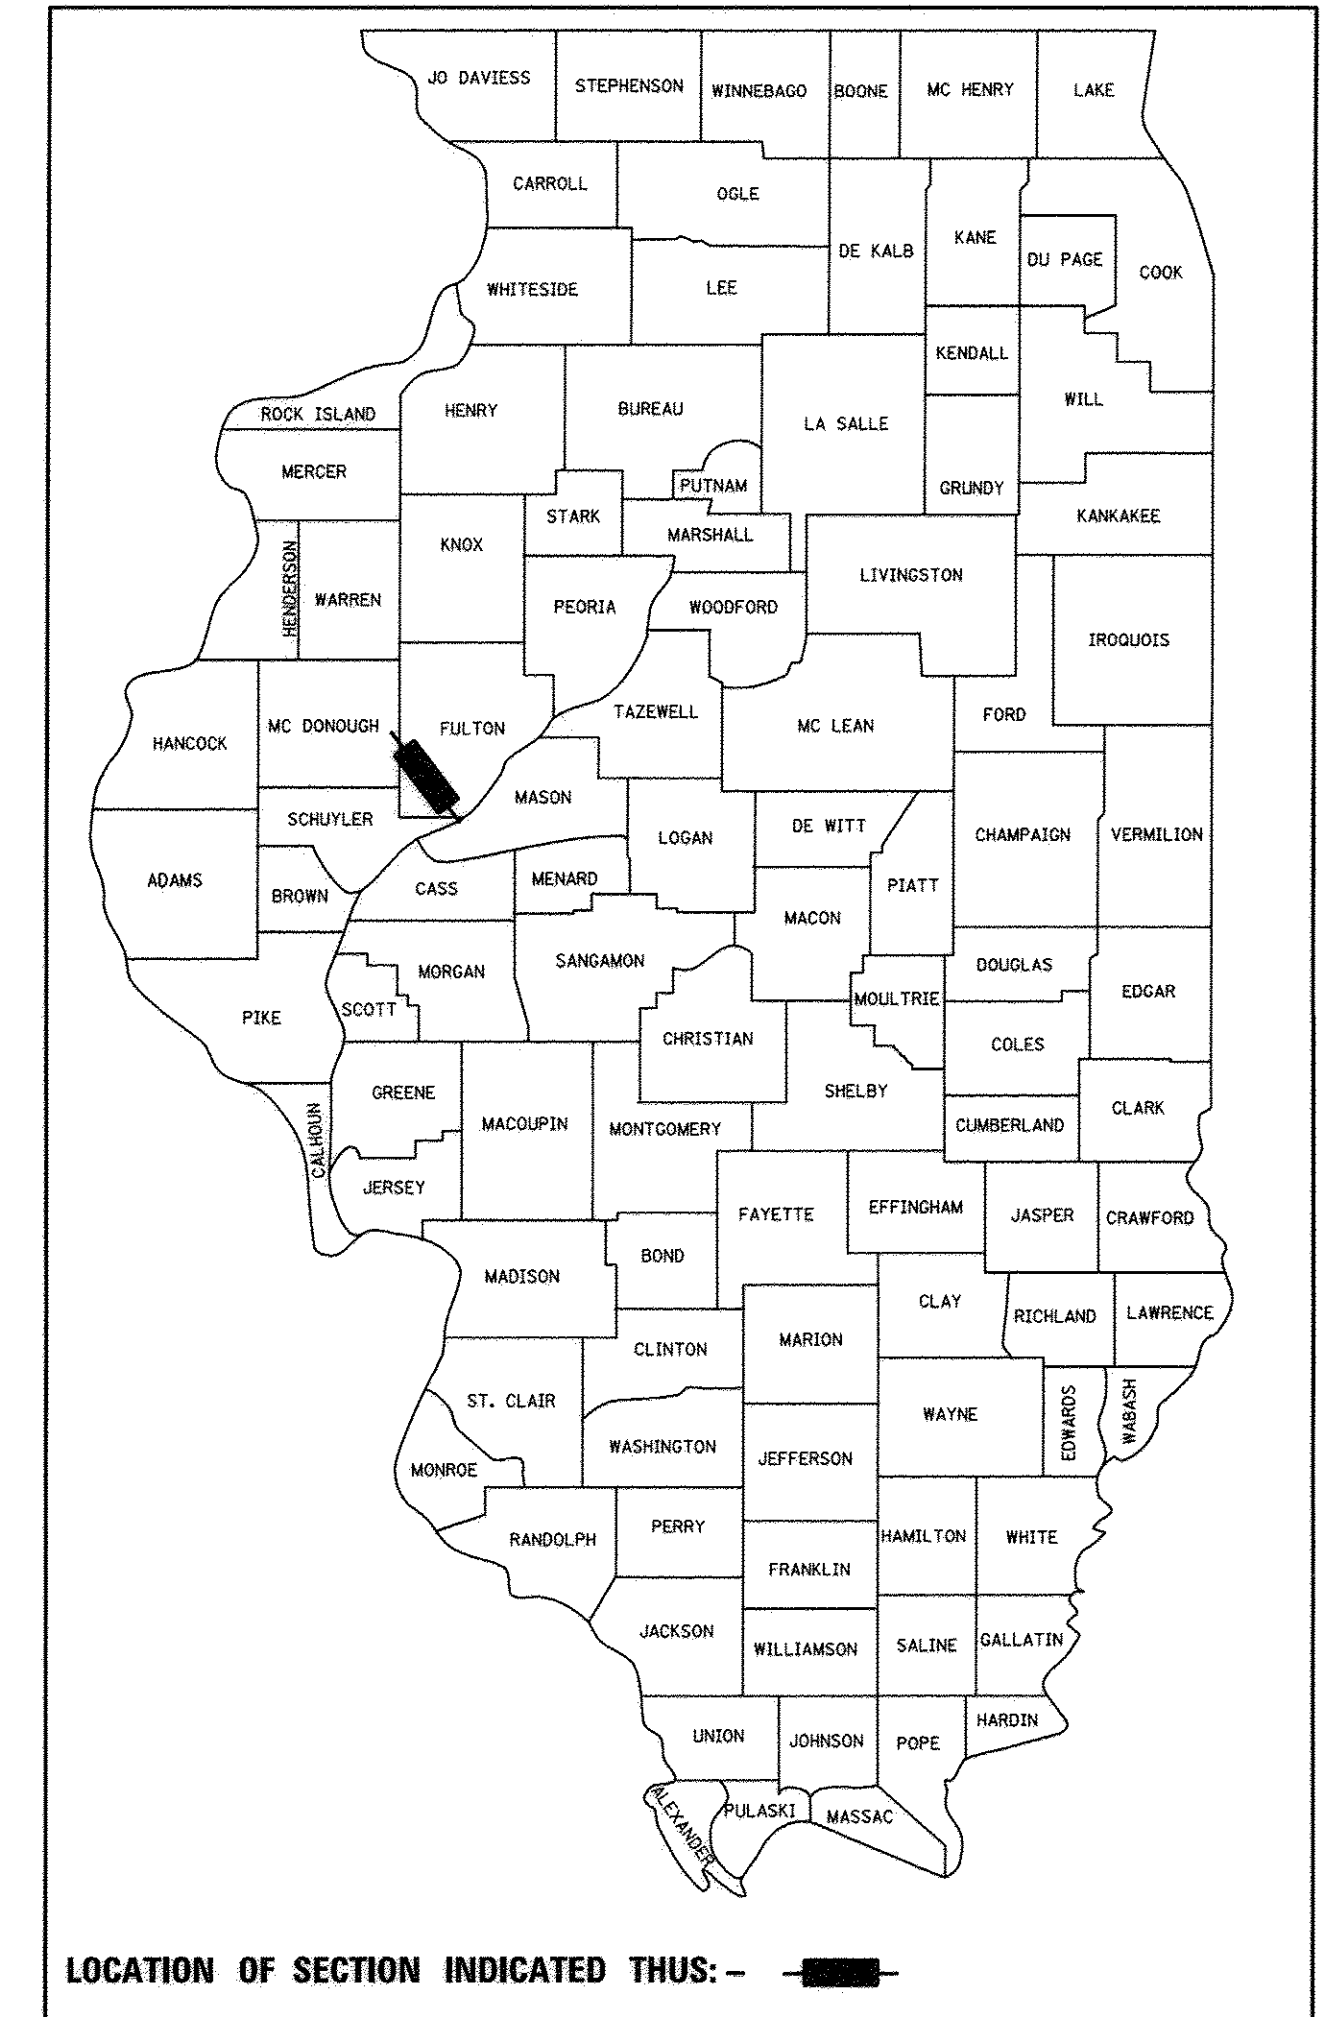 JO DAVIESS
STEPHENSON
WINNEBAGO
BOONE
MC HENRY
LAKE
CARROLL
OGLE
DE KALB
KANE
DU PAGE
COOK
WHITESIDE
LEE
KENDALL
ROCK ISLAND
HENRY
BUREAU
LA SALLE
WILL
MERCER
PUTNAM
GRUNDY
STARK
MARSHALL
KANKAKEE
KNOX
HENDERSON
WARREN
PEORIA
WOODFORD
LIVINGSTON
IROQUOIS
HANCOCK
MC DONOUGH
FULTON
TAZEWELL
MC LEAN
FORD
SCHUYLER
MASON
LOGAN
DE WITT
CHAMPAIGN
VERMILION
ADAMS
BROWN
CASS
MENARD
MACON
PIATT
MORGAN
SANGAMON
DOUGLAS
EDGAR
PIKE
SCOTT
CHRISTIAN
MOULTRIE
COLES
GREENE
MACOUPIN
MONTGOMERY
SHELBY
CUMBERLAND
CLARK
CALHOUN
JERSEY
FAYETTE
EFFINGHAM
JASPER
CRAWFORD
MADISON
BOND
CLAY
RICHLAND
LAWRENCE
CLINTON
MARION
ST. CLAIR
WAYNE
EDWARDS
WABASH
MONROE
WASHINGTON
JEFFERSON
RANDOLPH
PERRY
HAMILTON
WHITE
FRANKLIN
JACKSON
WILLIAMSON
SALINE
GALLATIN
UNION
JOHNSON
POPE
HARDIN
ALEXANDER
PULASKI
MASSAC
LOCATION OF SECTION INDICATED THUS: -